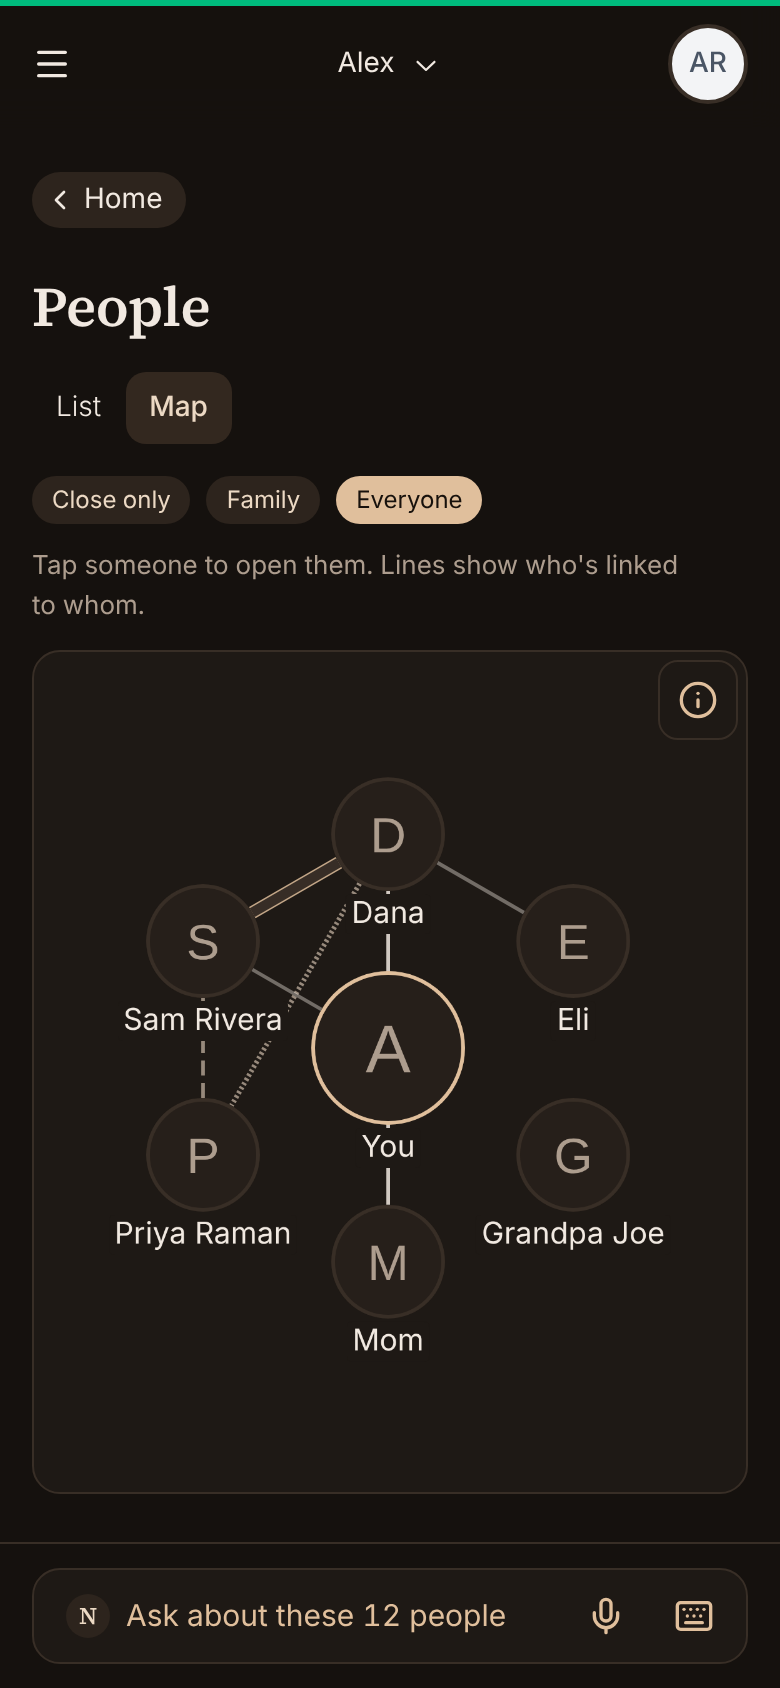 Alex
AR
Home
People
List
Map
Close only
Family
Everyone
Tap someone to open them. Lines show who's linked
to whom.
D
Dana
S
Sam Rivera
E
Eli
A
You
P
Priya Raman
G
Grandpa Joe
M
Mom
N
Ask about these 12 people